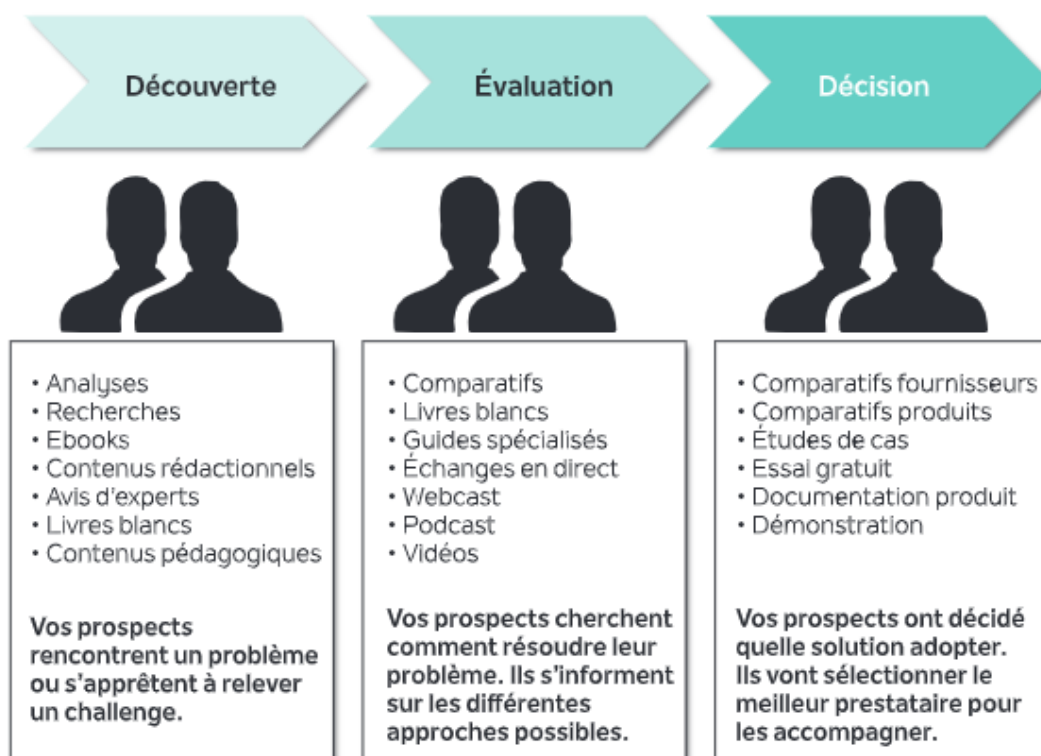 Découverte
Évaluation
Décision
• Analyses
• Recherches
• Ebooks
• Contenus rédactionnels
• Avis d'experts
• Livres blancs
• Contenus pédagogiques
Vos prospects
rencontrent un problème
ou s'apprêtent à relever
un challenge.
• Comparatifs
• Livres blancs
• Guides spécialisés
• Échanges en direct
• Webcast
• Podcast
• Vidéos
Vos prospects cherchent
comment résoudre leur
problème. Ils s'informent
sur les différentes
approches possibles.
• Comparatifs fournisseurs
• Comparatifs produits
• Études de cas
• Essai gratuit
• Documentation produit
• Démonstration
Vos prospects ont décidé
quelle solution adopter.
Ils vont sélectionner le
meilleur prestataire pour
les accompagner.